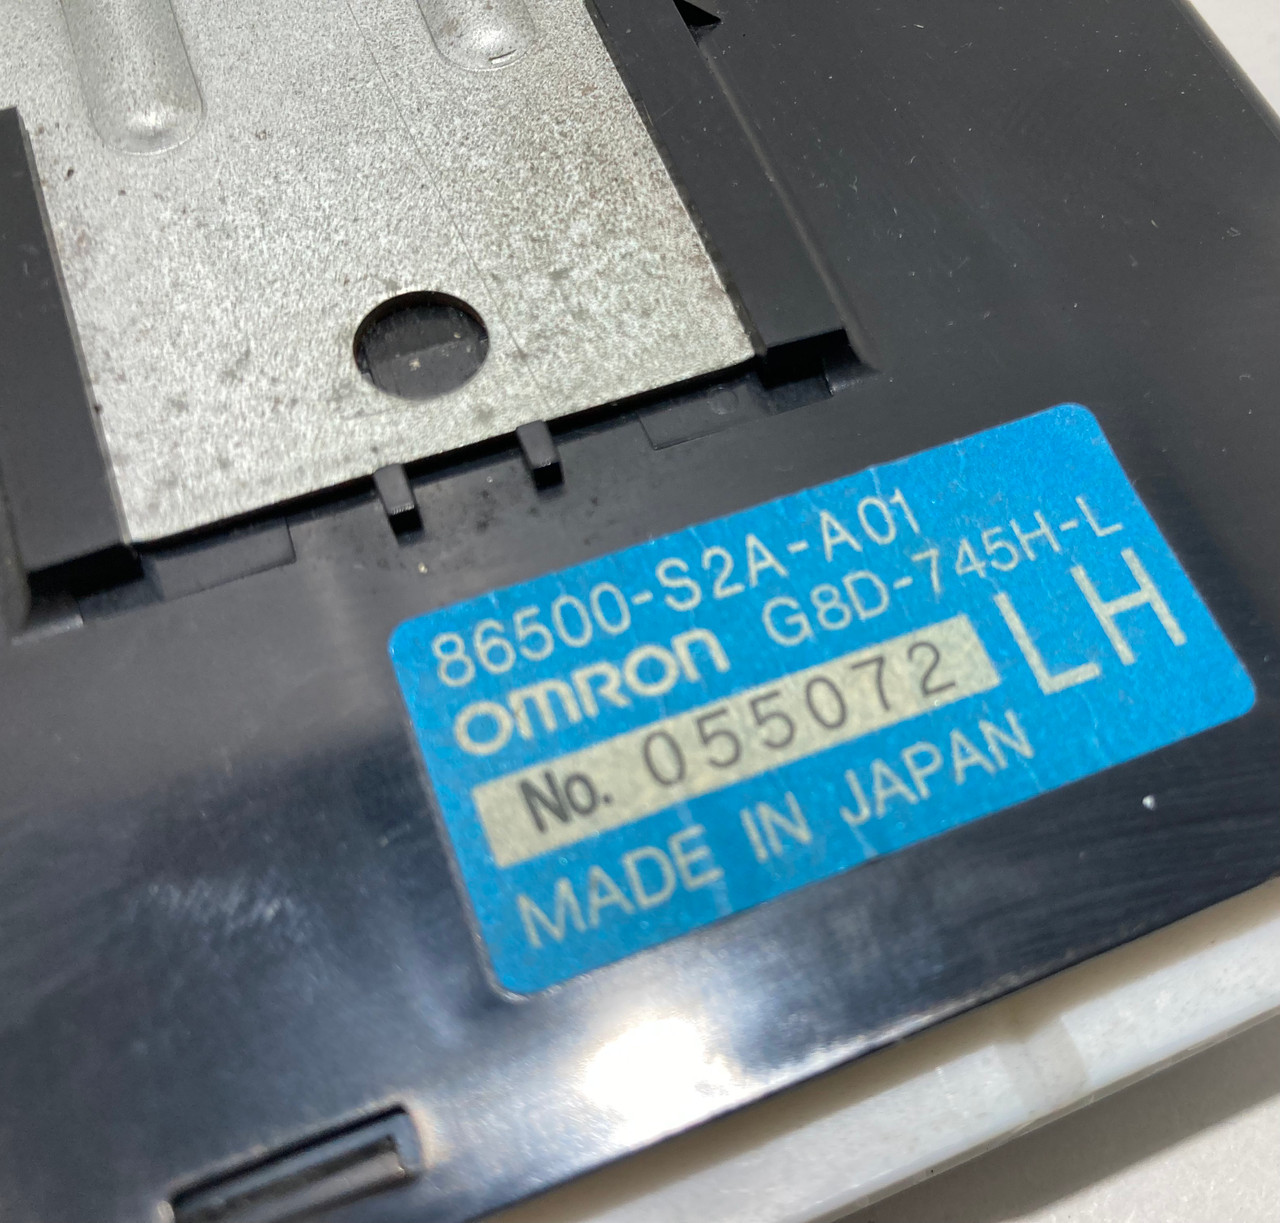 86500-S2A-A01
OMRON G8D-745H-L
No. 055072 LH
MADE IN JAPAN